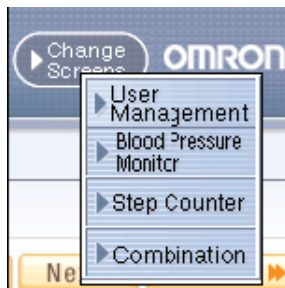 Change
Screens
OMRON
User
Management
Blood Pressure
Monitor
Step Counter
Combination
Ne